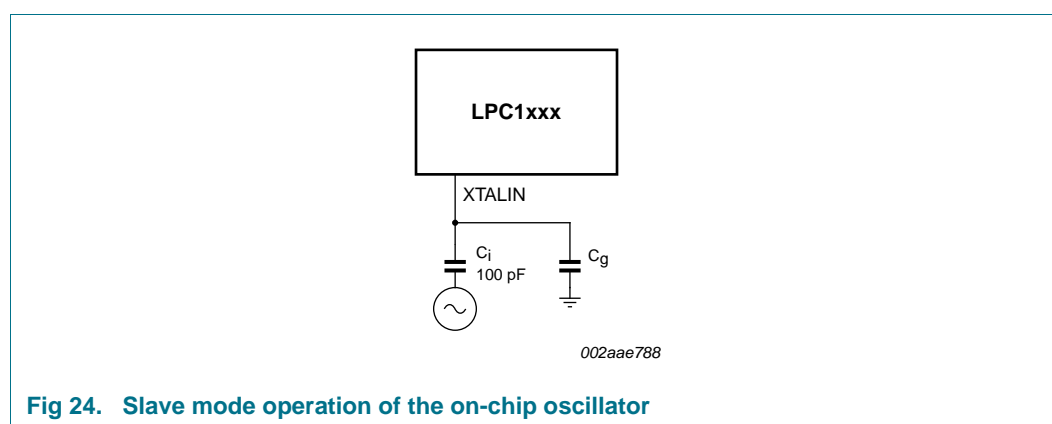 LPC1xxx
XTALIN
Ci
100 pF
Cg
002aae788
Fig 24. Slave mode operation of the on-chip oscillator